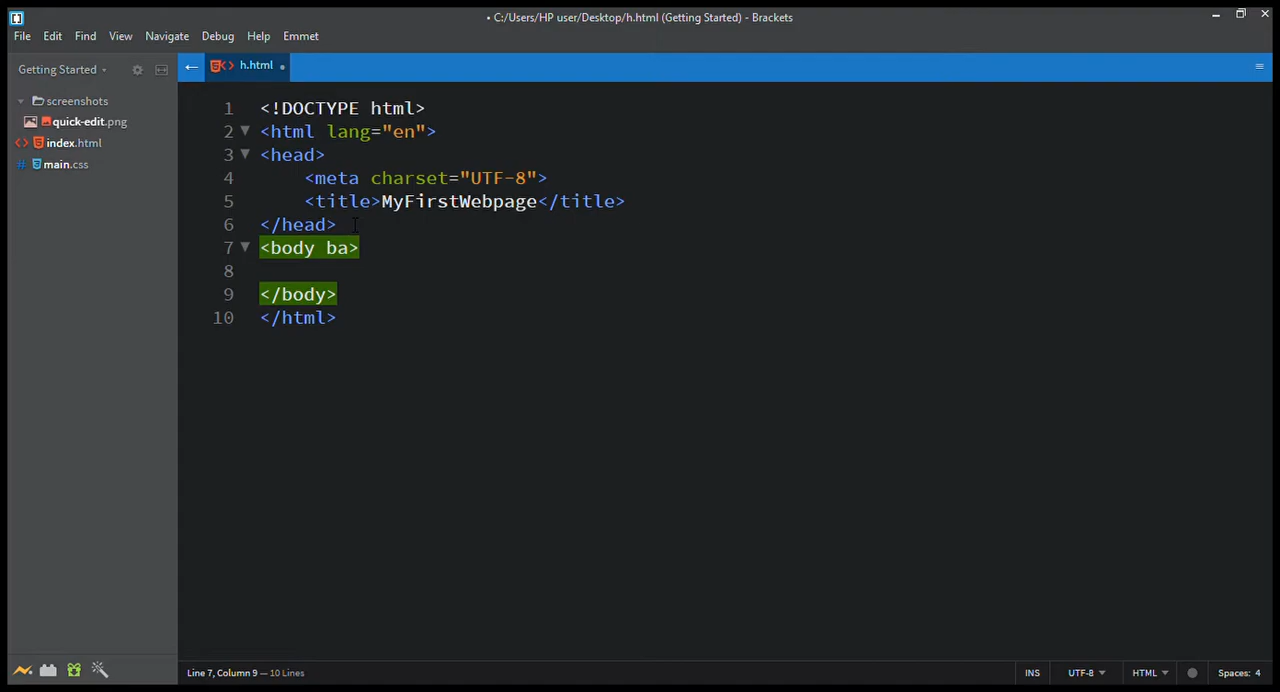 • C:/Users/HP user/Desktop/h.html (Getting Started) - Brackets
File Edit Find View Navigate Debug Help Emmet
Getting Started
screenshots
quick-edit.png
index.html
main.css
h.html
1 <!DOCTYPE html>
2 <html lang="en">
3 <head>
4 <meta charset="UTF-8">
5 <title>MyFirstWebpage</title>
6 </head>
7 <body ba>
8
9 </body>
10 </html>
Line 7, Column 9 — 10 Lines
INS UTF-8 HTML Spaces: 4